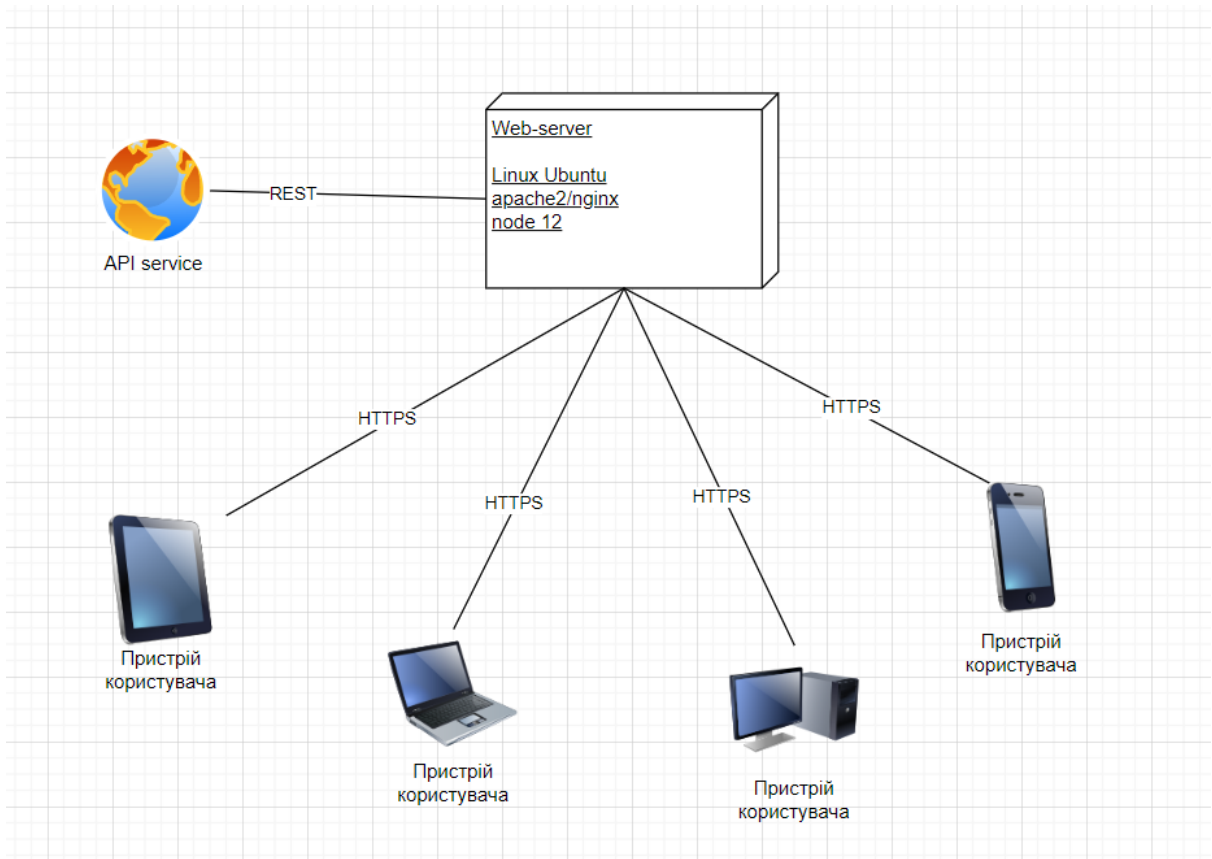 Web-server
Linux Ubuntu
apache2/nginx
node 12
REST
API service
HTTPS
HTTPS
HTTPS
HTTPS
Пристрій
користувача
Пристрій
користувача
Пристрій
користувача
Пристрій
користувача